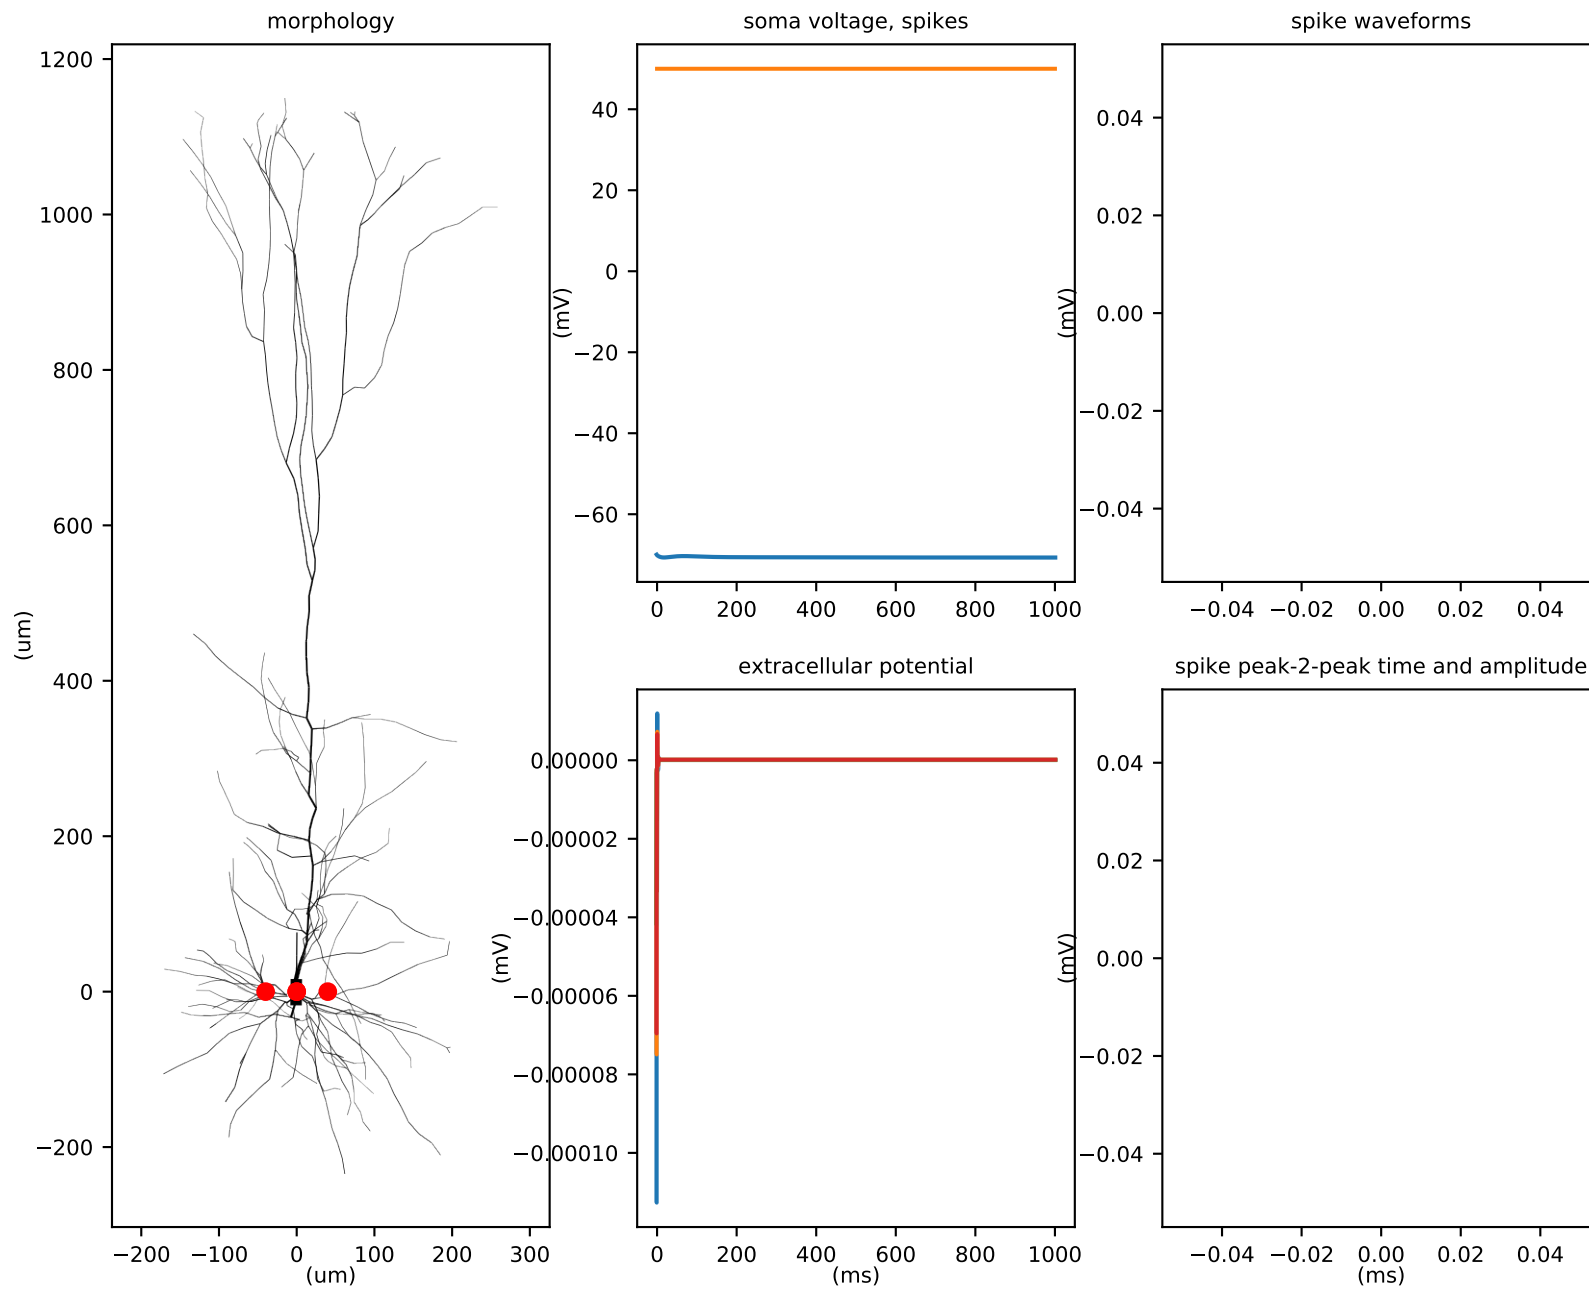 morphology
1200
1000
800
600
400
200
0
−200
(um)
−200 −100 0 100 200 300
(um)
soma voltage, spikes
40
20
0
−20
−40
−60
(mV)
0 200 400 600 800 1000
spike waveforms
0.04
0.02
0.00
−0.02
−0.04
(mV)
−0.04 −0.02 0.00 0.02 0.04
extracellular potential
0.00000
−0.00002
−0.00004
−0.00006
−0.00008
−0.00010
(mV)
0 200 400 600 800 1000
(ms)
spike peak-2-peak time and amplitude
0.04
0.02
0.00
−0.02
−0.04
(mV)
−0.04 −0.02 0.00 0.02 0.04
(ms)